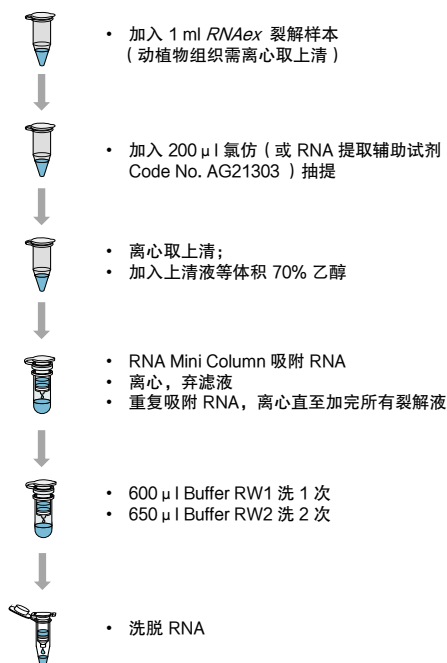 • 加入 1 ml RNAex 裂解样本
（动植物组织需离心取上清）
• 加入 200 μl 氯仿（或 RNA 提取辅助试剂
Code No. AG21303 ）抽提
• 离心取上清；
• 加入上清液等体积 70% 乙醇
• RNA Mini Column 吸附 RNA
• 离心，弃滤液
• 重复吸附 RNA，离心直至加完所有裂解液
• 600 μl Buffer RW1 洗 1 次
• 650 μl Buffer RW2 洗 2 次
• 洗脱 RNA